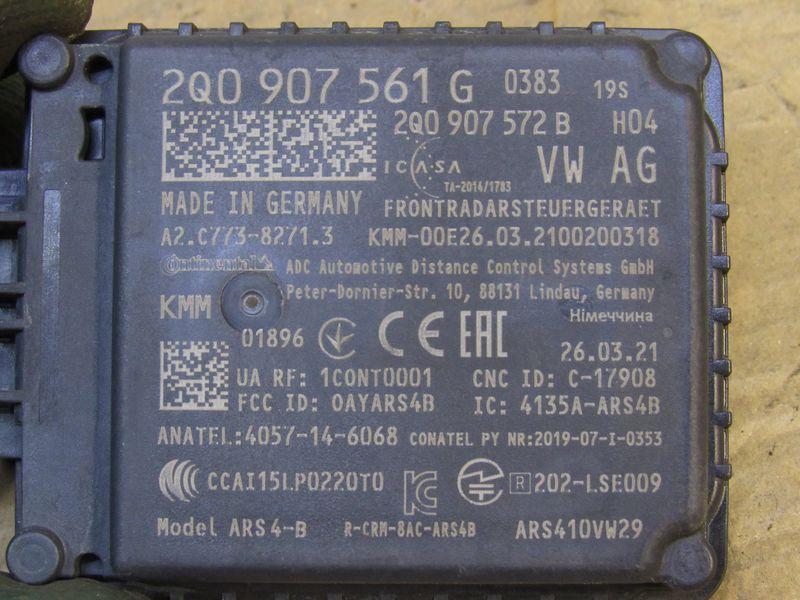 2Q0 907 561 G 0383 19S
2Q0 907 572 B H04
ICASA VW AG
TA-2014/1783
MADE IN GERMANY FRONTRADARSTEUERGERAET
A2.C773-8271.3 KMM-00E26.03.2100200318
Continental ADC Automotive Distance Control Systems GmbH
Peter-Dornier-Str. 10, 88131 Lindau, Germany
KMM Німеччина
01896 CE EAC 26.03.21
UA RF: 1CONT0001 CNC ID: C-17908
FCC ID: OAYARS4B IC: 4135A-ARS4B
ANATEL:4057-14-6068 CONATEL PY NR:2019-07-I-0353
CCAI15LP0220T0 KC R 202-LSE009
Model ARS4-B R-CRM-8AC-ARS4B ARS410VW29